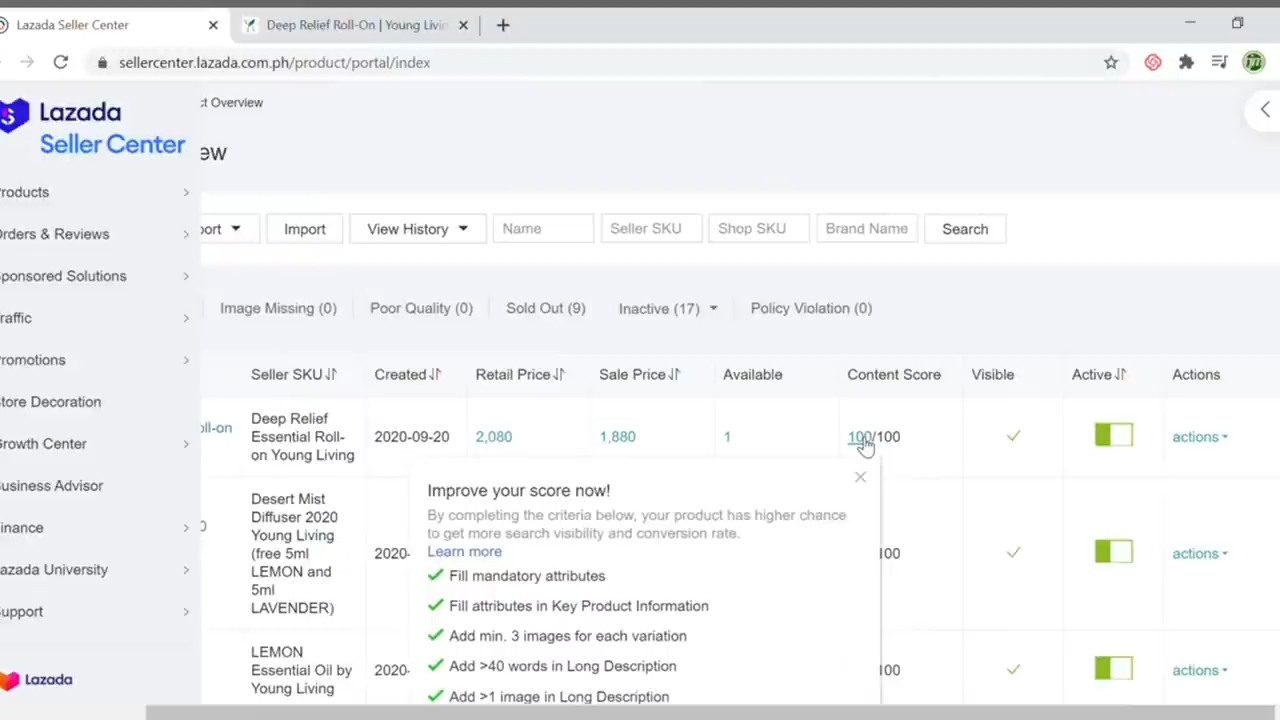 Lazada Seller Center
Deep Relief Roll-On | Young Livin
sellercenter.lazada.com.ph/product/portal/index
Lazada
Seller Center
ct Overview
ew
roducts
rders & Reviews
ponsored Solutions
raffic
romotions
tore Decoration
rowth Center
usiness Advisor
inance
azada University
upport
Lazada
port
Import
View History
Name
Seller SKU
Shop SKU
Brand Name
Search
Image Missing (0)
Poor Quality (0)
Sold Out (9)
Inactive (17)
Policy Violation (0)
Seller SKU
Created
Retail Price
Sale Price
Available
Content Score
Visible
Active
Actions
oll-on
Deep Relief
Essential Roll-
on Young Living
2020-09-20
2,080
1,880
1
100/100
actions
Desert Mist
Diffuser 2020
Young Living
(free 5ml
LEMON and
5ml
LAVENDER)
0
2020-
00
actions
LEMON
Essential Oil by
Young Living
2020-
00
actions
Improve your score now!
By completing the criteria below, your product has higher chance
to get more search visibility and conversion rate.
Learn more
Fill mandatory attributes
Fill attributes in Key Product Information
Add min. 3 images for each variation
Add >40 words in Long Description
Add >1 image in Long Description